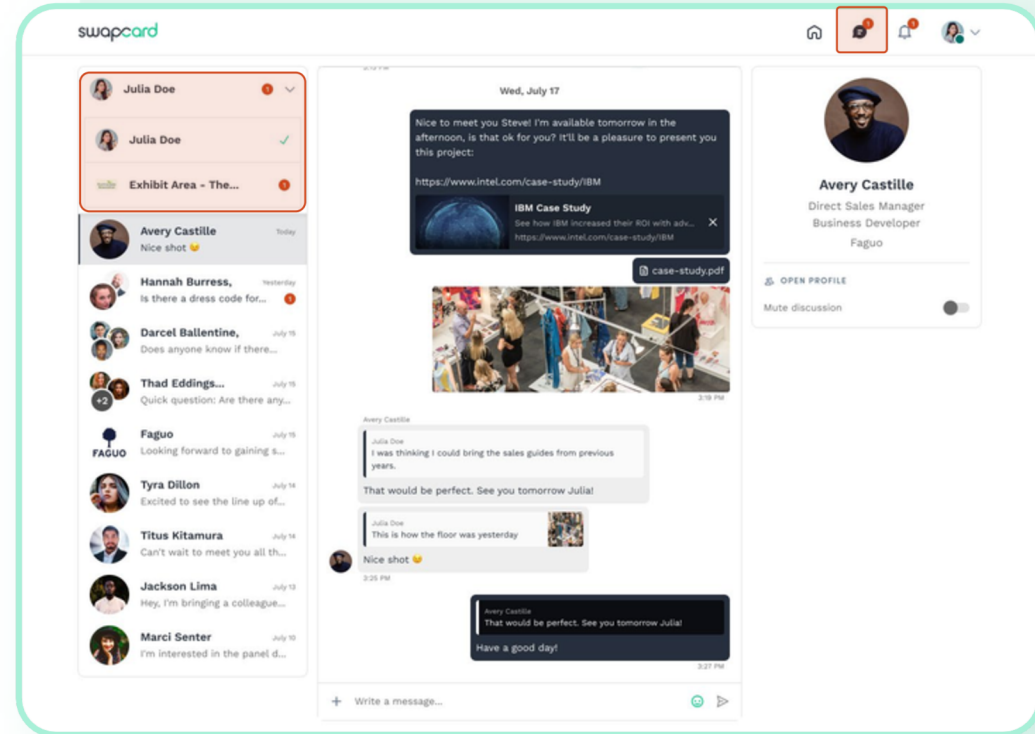 swapcard
1
1
Julia Doe
1
Julia Doe
Exhibit Area - The...
1
Avery Castille
Today
Nice shot 😉
Hannah Burress,
Yesterday
Is there a dress code for...
1
Darcel Ballentine,
July 15
Does anyone know if there...
Thad Eddings...
July 15
+2
Quick question: Are there any...
Faguo
July 15
FAGUO
Looking forward to gaining s...
Tyra Dillon
July 14
Excited to see the line up of...
Titus Kitamura
July 14
Can't wait to meet you all th...
Jackson Lima
July 13
Hey, I'm bringing a colleague...
Marci Senter
July 10
I'm interested in the panel d...
Wed, July 17
Nice to meet you Steve! I'm available tomorrow in the
afternoon, is that ok for you? It'll be a pleasure to present you
this project:
https://www.intel.com/case-study/IBM
IBM Case Study
See how IBM increased their ROI with adv...
https://www.intel.com/case-study/IBM
case-study.pdf
3:19 PM
Avery Castille
Julia Doe
I was thinking I could bring the sales guides from previous
years.
That would be perfect. See you tomorrow Julia!
Julia Doe
This is how the floor was yesterday
Nice shot 😉
3:25 PM
Avery Castille
That would be perfect. See you tomorrow Julia!
Have a good day!
3:27 PM
Write a message...
Avery Castille
Direct Sales Manager
Business Developer
Faguo
OPEN PROFILE
Mute discussion